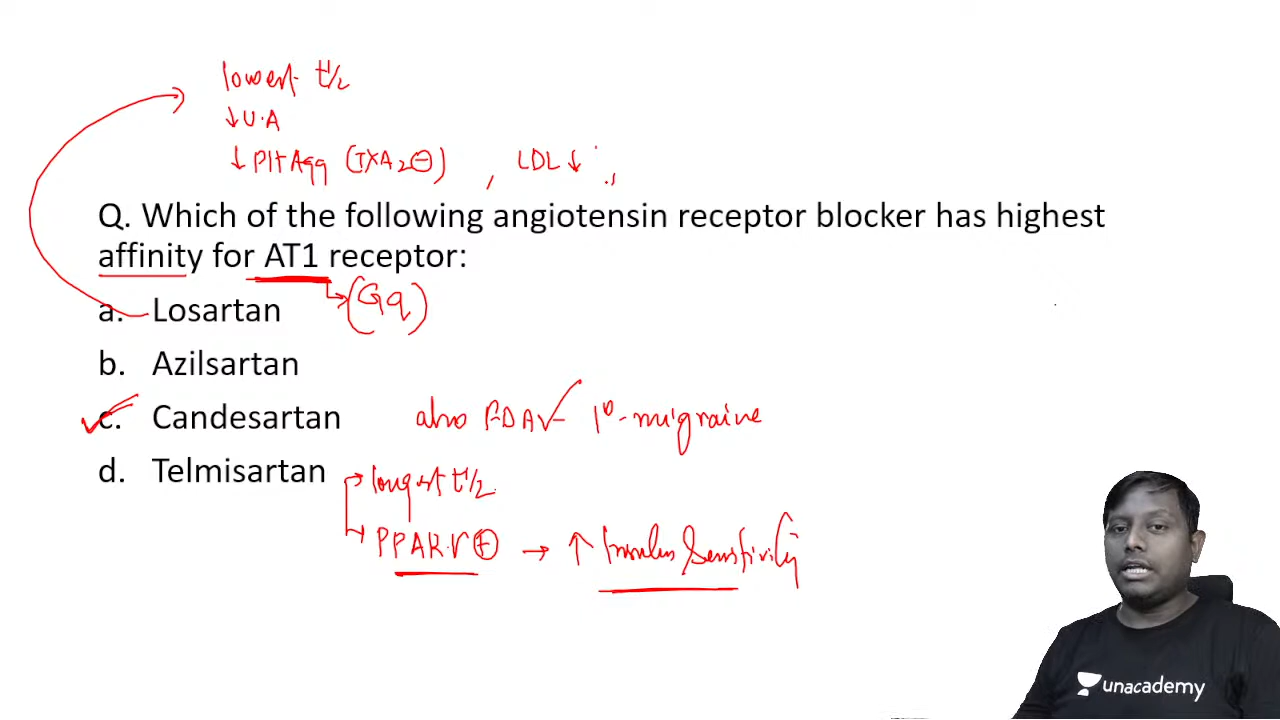 lowest t1/2
↓U.A
↓Plt Agg (TXA2⊖) , LDL↓ .,
Q. Which of the following angiotensin receptor blocker has highest
affinity for AT1 receptor:
(Gq)
a. Losartan
b. Azilsartan
c. Candesartan also FDA✓ 1°-migraine
d. Telmisartan
→longest t1/2
→PPAR-γ⊕ → ↑ Insulin Sensitivity
unacademy